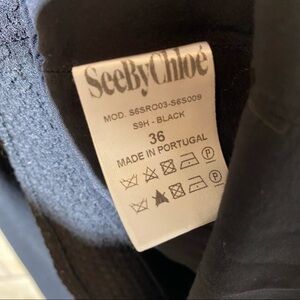 SeeByChloé
MOD. S6SRO03-S6S009
S9H - BLACK
36
MADE IN PORTUGAL
P
P